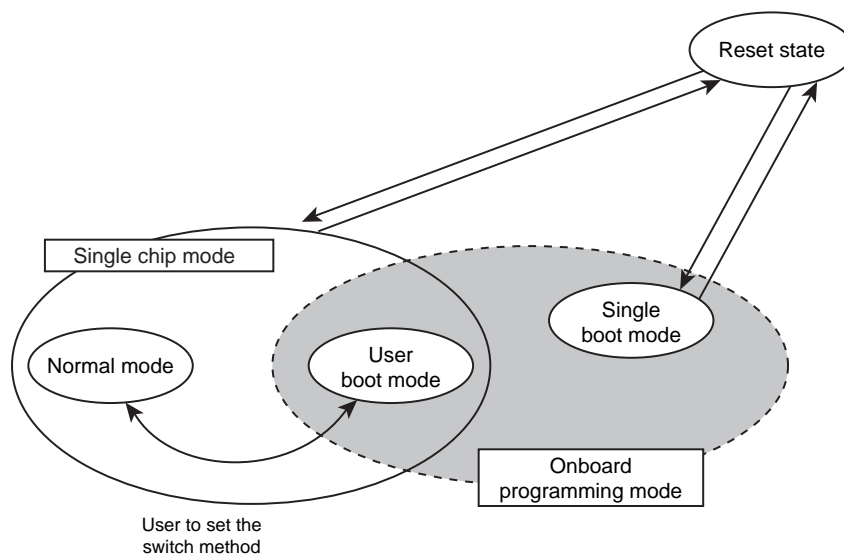 Reset state
Single chip mode
Single
boot mode
Normal mode
User
boot mode
Onboard
programming mode
User to set the
switch method